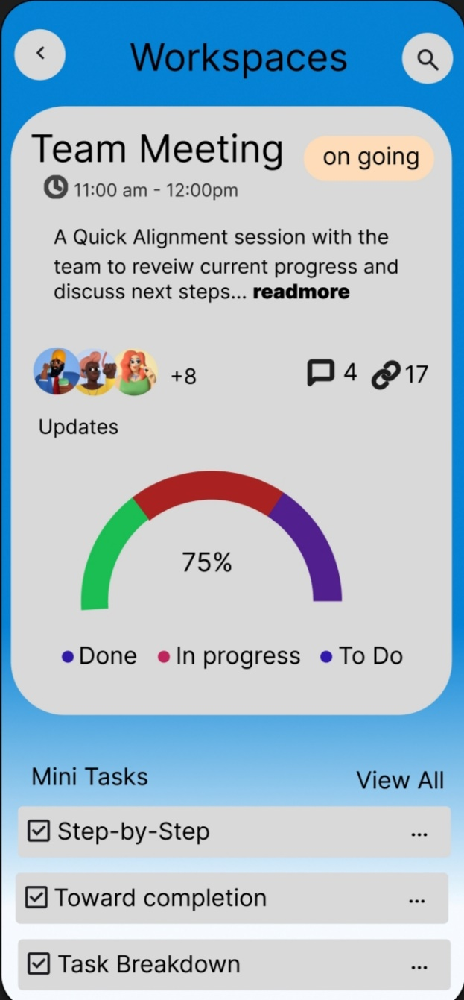 Workspaces
Team Meeting
on going
11:00 am - 12:00pm
A Quick Alignment session with the
team to reveiw current progress and
discuss next steps... readmore
+8
4
17
Updates
75%
Done
In progress
To Do
Mini Tasks
View All
Step-by-Step
...
Toward completion
...
Task Breakdown
...